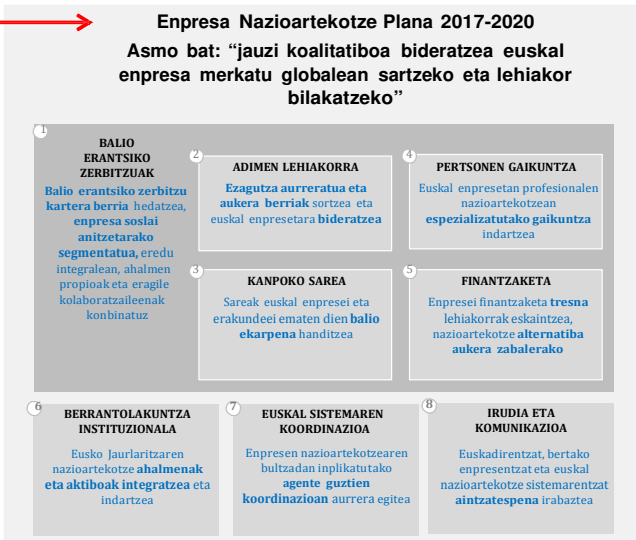 Enpresa Nazioartekotze Plana 2017-2020
Asmo bat: “jauzi koalitatiboa bideratzea euskal
enpresa merkatu globalean sartzeko eta lehiakor
bilakatzeko”
1
BALIO
ERANTSIKO
ZERBITZUAK
Balio erantsiko zerbitzu
kartera berria hedatzea,
enpresa soslai
anitzetarako
segmentatua, eredu
integralean, ahalmen
propioak eta eragile
kolaboratzaileenak
konbinatuz
2
ADIMEN LEHIAKORRA
Ezagutza aurreratua eta
aukera berriak sortzea eta
euskal enpresetara bideratzea
4
PERTSONEN GAIKUNTZA
Euskal enpresetan profesionalen
nazioartekotzean
espezializatutako gaikuntza
indartzea
3
KANPOKO SAREA
Sareak euskal enpresei eta
erakundeei ematen dien balio
ekarpena handitzea
5
FINANTZAKETA
Enpresei finantzaketa tresna
lehiakorrak eskaintzea,
nazioartekotze alternatiba
aukera zabalerako
6
BERRANTOLAKUNTZA
INSTITUZIONALA
Eusko Jaurlaritzaren
nazioartekotze ahalmenak
eta aktiboak integratzea eta
indartzea
7
EUSKAL SISTEMAREN
KOORDINAZIOA
Enpresen nazioartekotzearen
bultzadan inplikatutako
agente guztien
koordinazioan aurrera egitea
8
IRUDIA ETA
KOMUNIKAZIOA
Euskadirentzat, bertako
enpresentzat eta euskal
nazioartekotze sistemarentzat
aintzatespena irabaztea